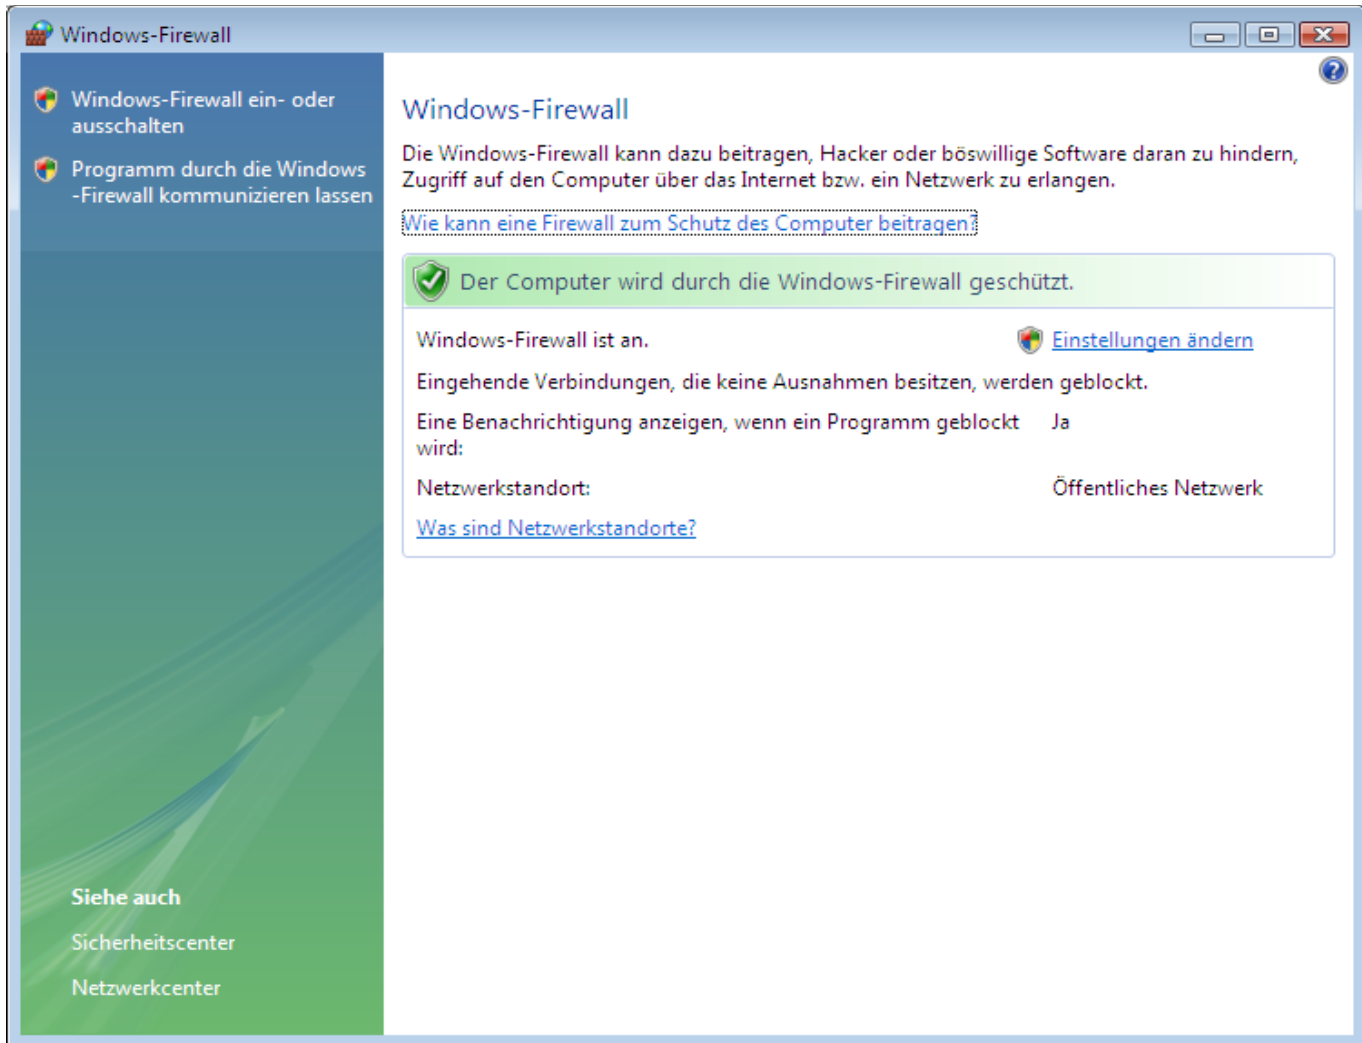 Windows-Firewall
Windows-Firewall ein- oder
ausschalten
Programm durch die Windows
-Firewall kommunizieren lassen
Windows-Firewall
Die Windows-Firewall kann dazu beitragen, Hacker oder böswillige Software daran zu hindern,
Zugriff auf den Computer über das Internet bzw. ein Netzwerk zu erlangen.
Wie kann eine Firewall zum Schutz des Computer beitragen?
Der Computer wird durch die Windows-Firewall geschützt.
Windows-Firewall ist an. Einstellungen ändern
Eingehende Verbindungen, die keine Ausnahmen besitzen, werden geblockt.
Eine Benachrichtigung anzeigen, wenn ein Programm geblockt Ja
wird:
Netzwerkstandort: Öffentliches Netzwerk
Was sind Netzwerkstandorte?
Siehe auch
Sicherheitscenter
Netzwerkcenter